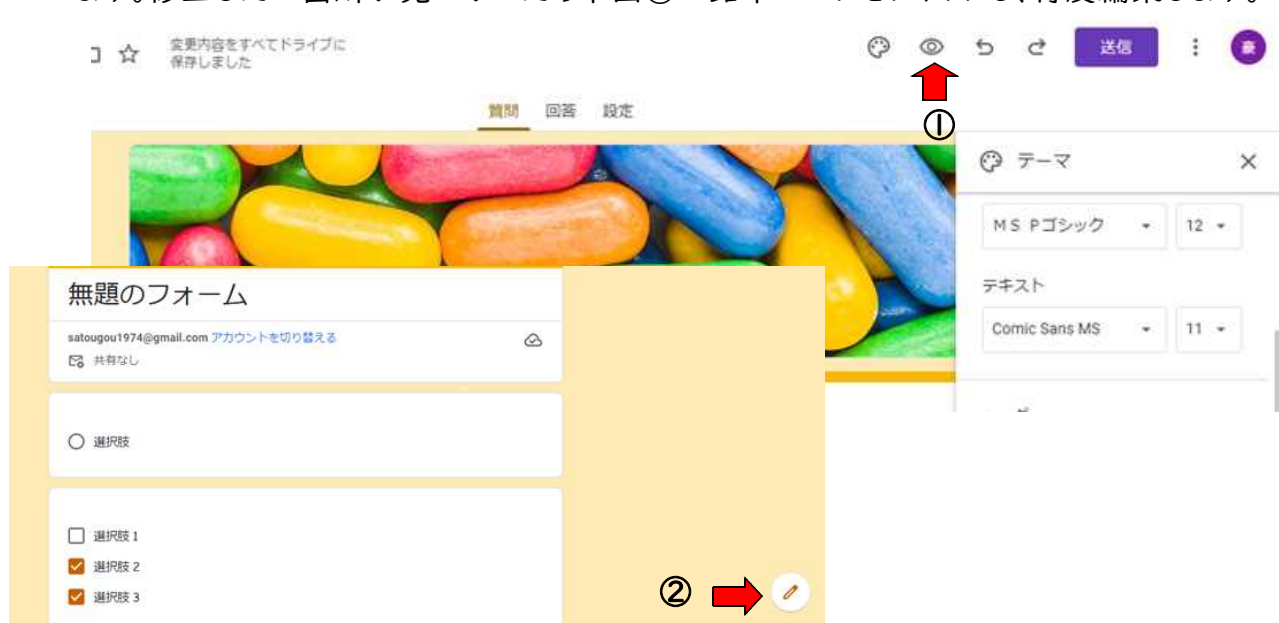 変更内容をすべてドライブに
保存しました
送信
豪
①
質問 回答 設定
テーマ
MS Pゴシック 12
テキスト
Comic Sans MS 11
無題のフォーム
satougou1974@gmail.com アカウントを切り替える
共有なし
選択肢
選択肢 1
選択肢 2
選択肢 3
②